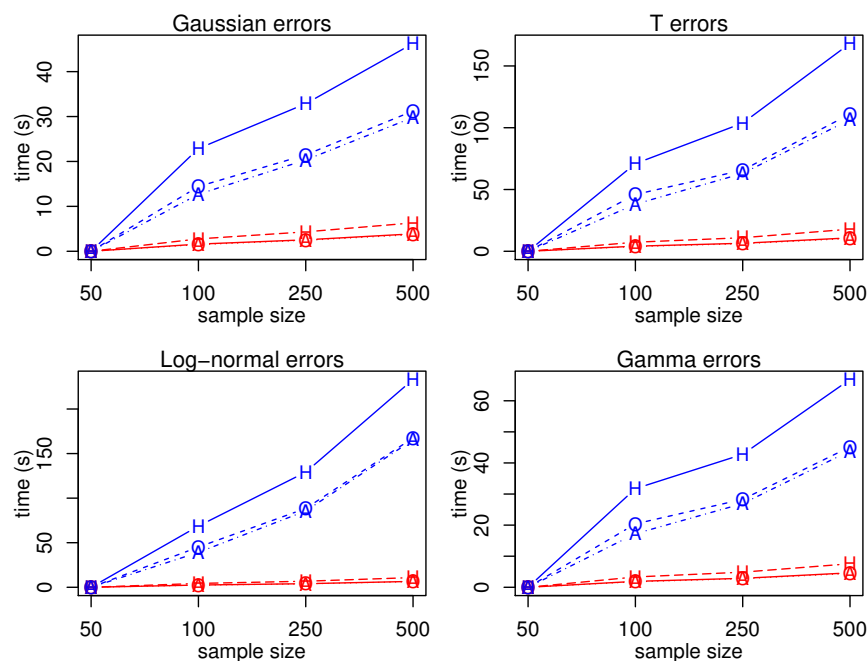 Gaussian errors
time (s)
40
30
20
10
0
H H H
O O O
A A A
H H H
O O O
A A A
50 100 250 500
sample size
T errors
time (s)
150
100
50
0
H H H
O O O
A A A
H H H
O O O
A A A
50 100 250 500
sample size
Log−normal errors
time (s)
150
50
0
H H H
O O O
A A A
H H H
O O O
A A A
50 100 250 500
sample size
Gamma errors
time (s)
60
40
20
0
H H H
O O O
A A A
H H H
O O O
A A A
50 100 250 500
sample size